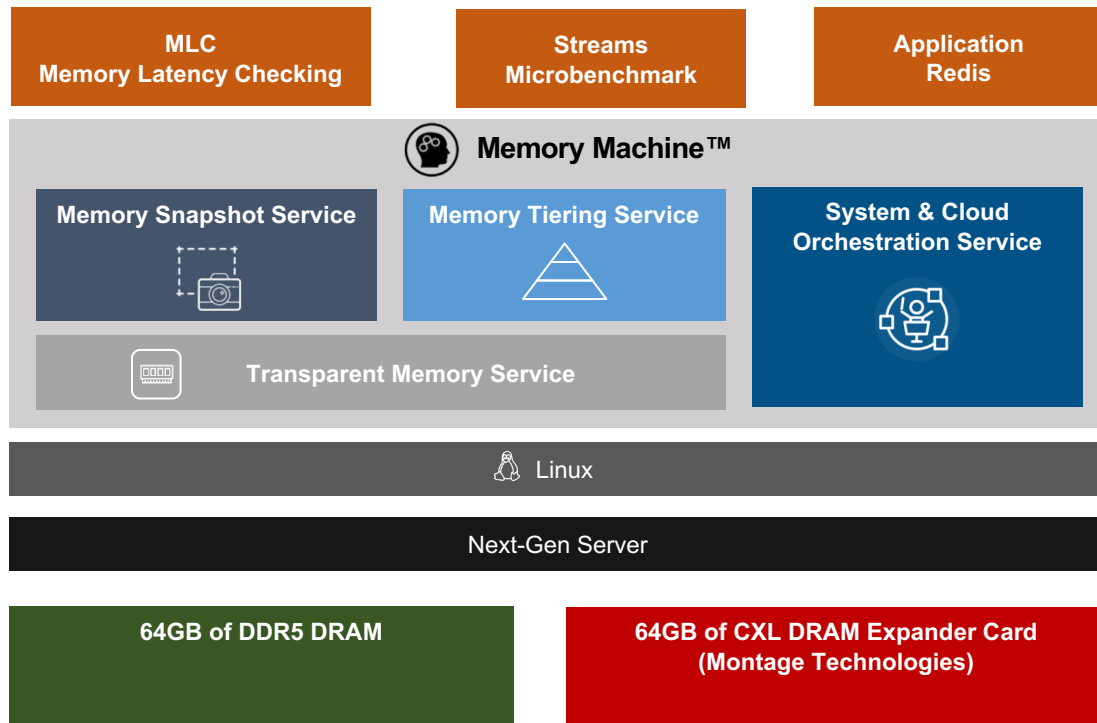 MLC
Memory Latency Checking
Streams
Microbenchmark
Application
Redis
Memory Machine™
Memory Snapshot Service
Memory Tiering Service
System & Cloud
Orchestration Service
Transparent Memory Service
Linux
Next-Gen Server
64GB of DDR5 DRAM
64GB of CXL DRAM Expander Card
(Montage Technologies)